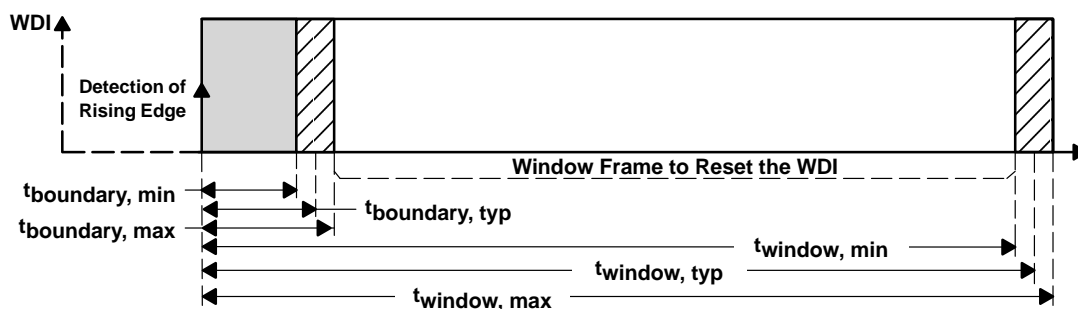 WDI
Detection of
Rising Edge
Window Frame to Reset the WDI
tboundary, min
tboundary, typ
tboundary, max
twindow, min
twindow, typ
twindow, max